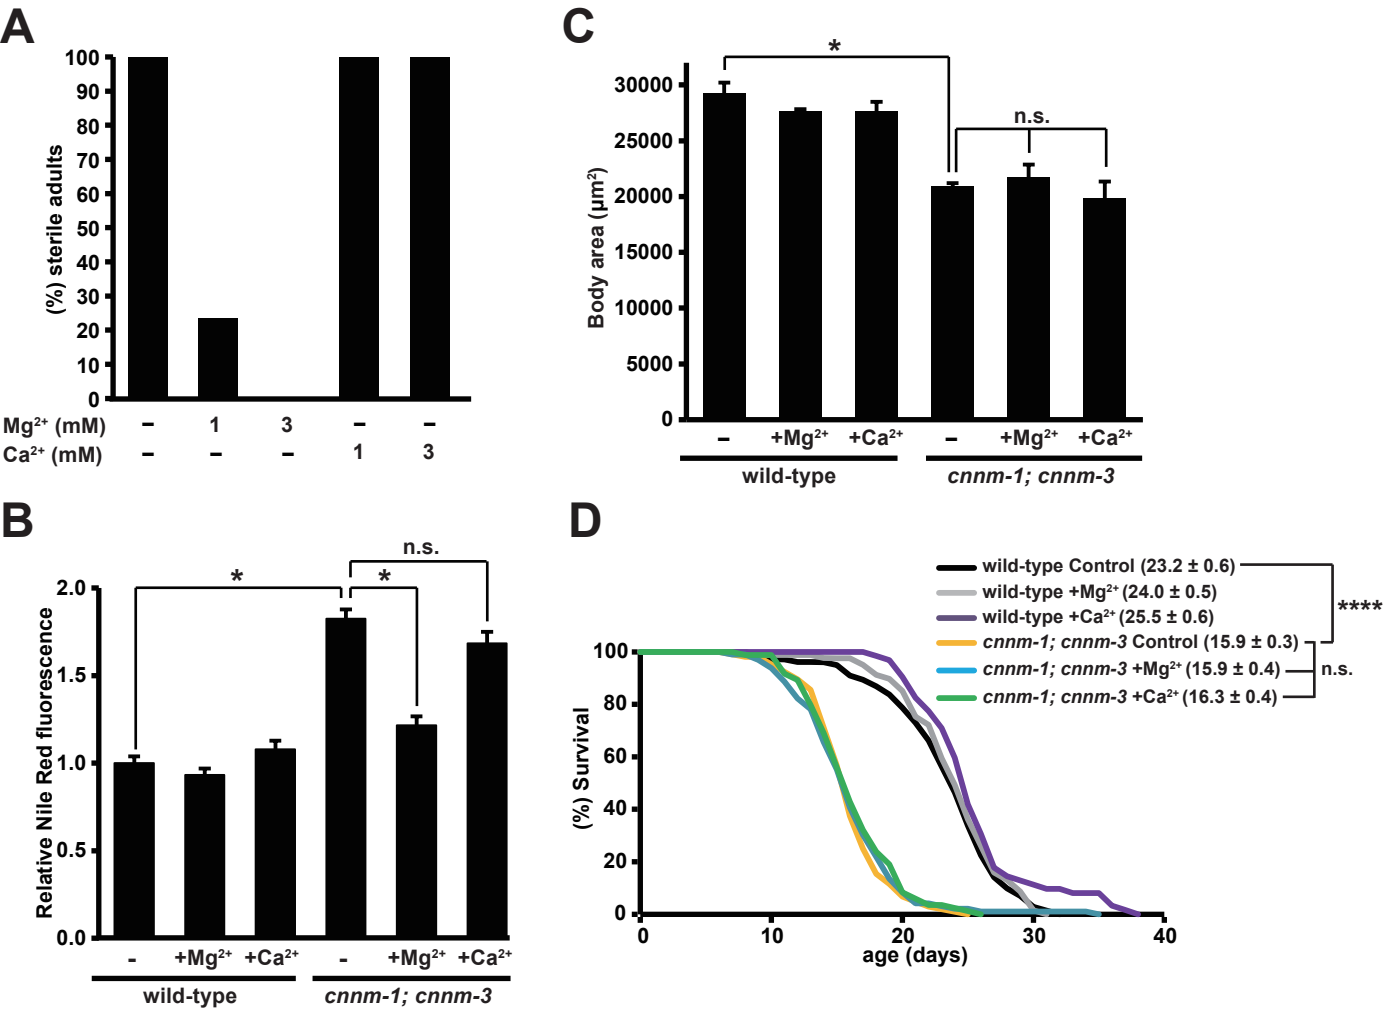 A
100
90
80
70
60
50
40
30
20
10
0
(%) sterile adults
Mg²⁺ (mM) – 1 3 – –
Ca²⁺ (mM) – – – 1 3
B
n.s.
* *
2.0
1.5
1.0
0.5
0.0
Relative Nile Red fluorescence
- +Mg²⁺ +Ca²⁺ - +Mg²⁺ +Ca²⁺
wild-type cnnm-1; cnnm-3
C
*
n.s.
30000
25000
20000
15000
10000
5000
0
Body area (µm²)
– +Mg²⁺ +Ca²⁺ – +Mg²⁺ +Ca²⁺
wild-type cnnm-1; cnnm-3
D
wild-type Control (23.2 ± 0.6)
wild-type +Mg²⁺ (24.0 ± 0.5)
wild-type +Ca²⁺ (25.5 ± 0.6)
cnnm-1; cnnm-3 Control (15.9 ± 0.3)
cnnm-1; cnnm-3 +Mg²⁺ (15.9 ± 0.4)
cnnm-1; cnnm-3 +Ca²⁺ (16.3 ± 0.4)
****
n.s.
100
80
60
40
20
0
(%) Survival
0 10 20 30 40
age (days)